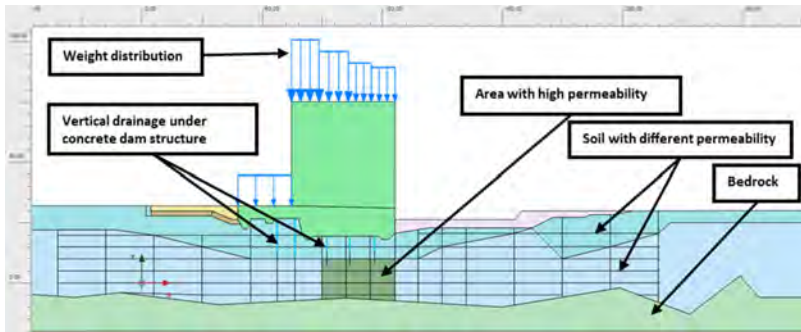 Weight distribution
Area with high permeability
Vertical drainage under
concrete dam structure
Soil with different permeability
Bedrock